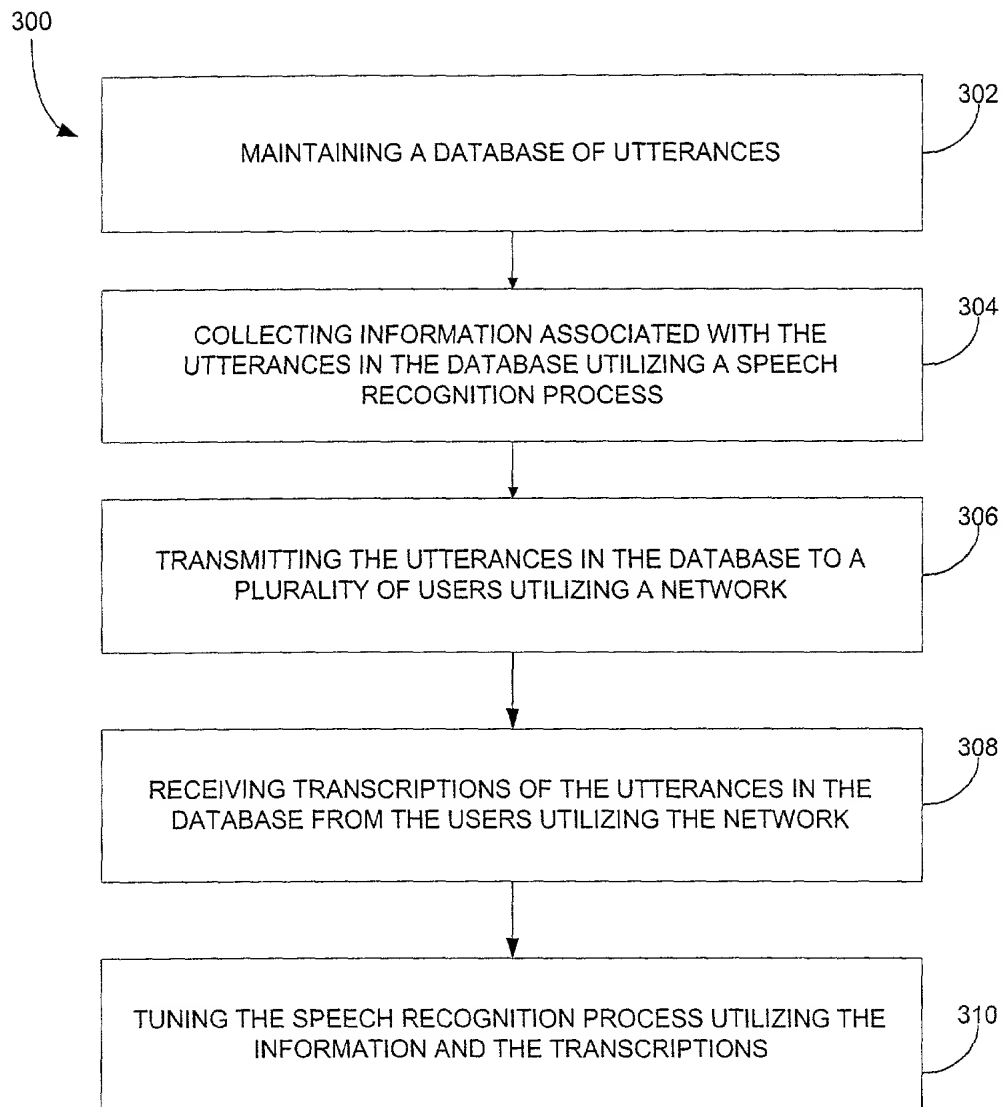 300
302
MAINTAINING A DATABASE OF UTTERANCES
304
COLLECTING INFORMATION ASSOCIATED WITH THE
UTTERANCES IN THE DATABASE UTILIZING A SPEECH
RECOGNITION PROCESS
306
TRANSMITTING THE UTTERANCES IN THE DATABASE TO A
PLURALITY OF USERS UTILIZING A NETWORK
308
RECEIVING TRANSCRIPTIONS OF THE UTTERANCES IN THE
DATABASE FROM THE USERS UTILIZING THE NETWORK
310
TUNING THE SPEECH RECOGNITION PROCESS UTILIZING THE
INFORMATION AND THE TRANSCRIPTIONS